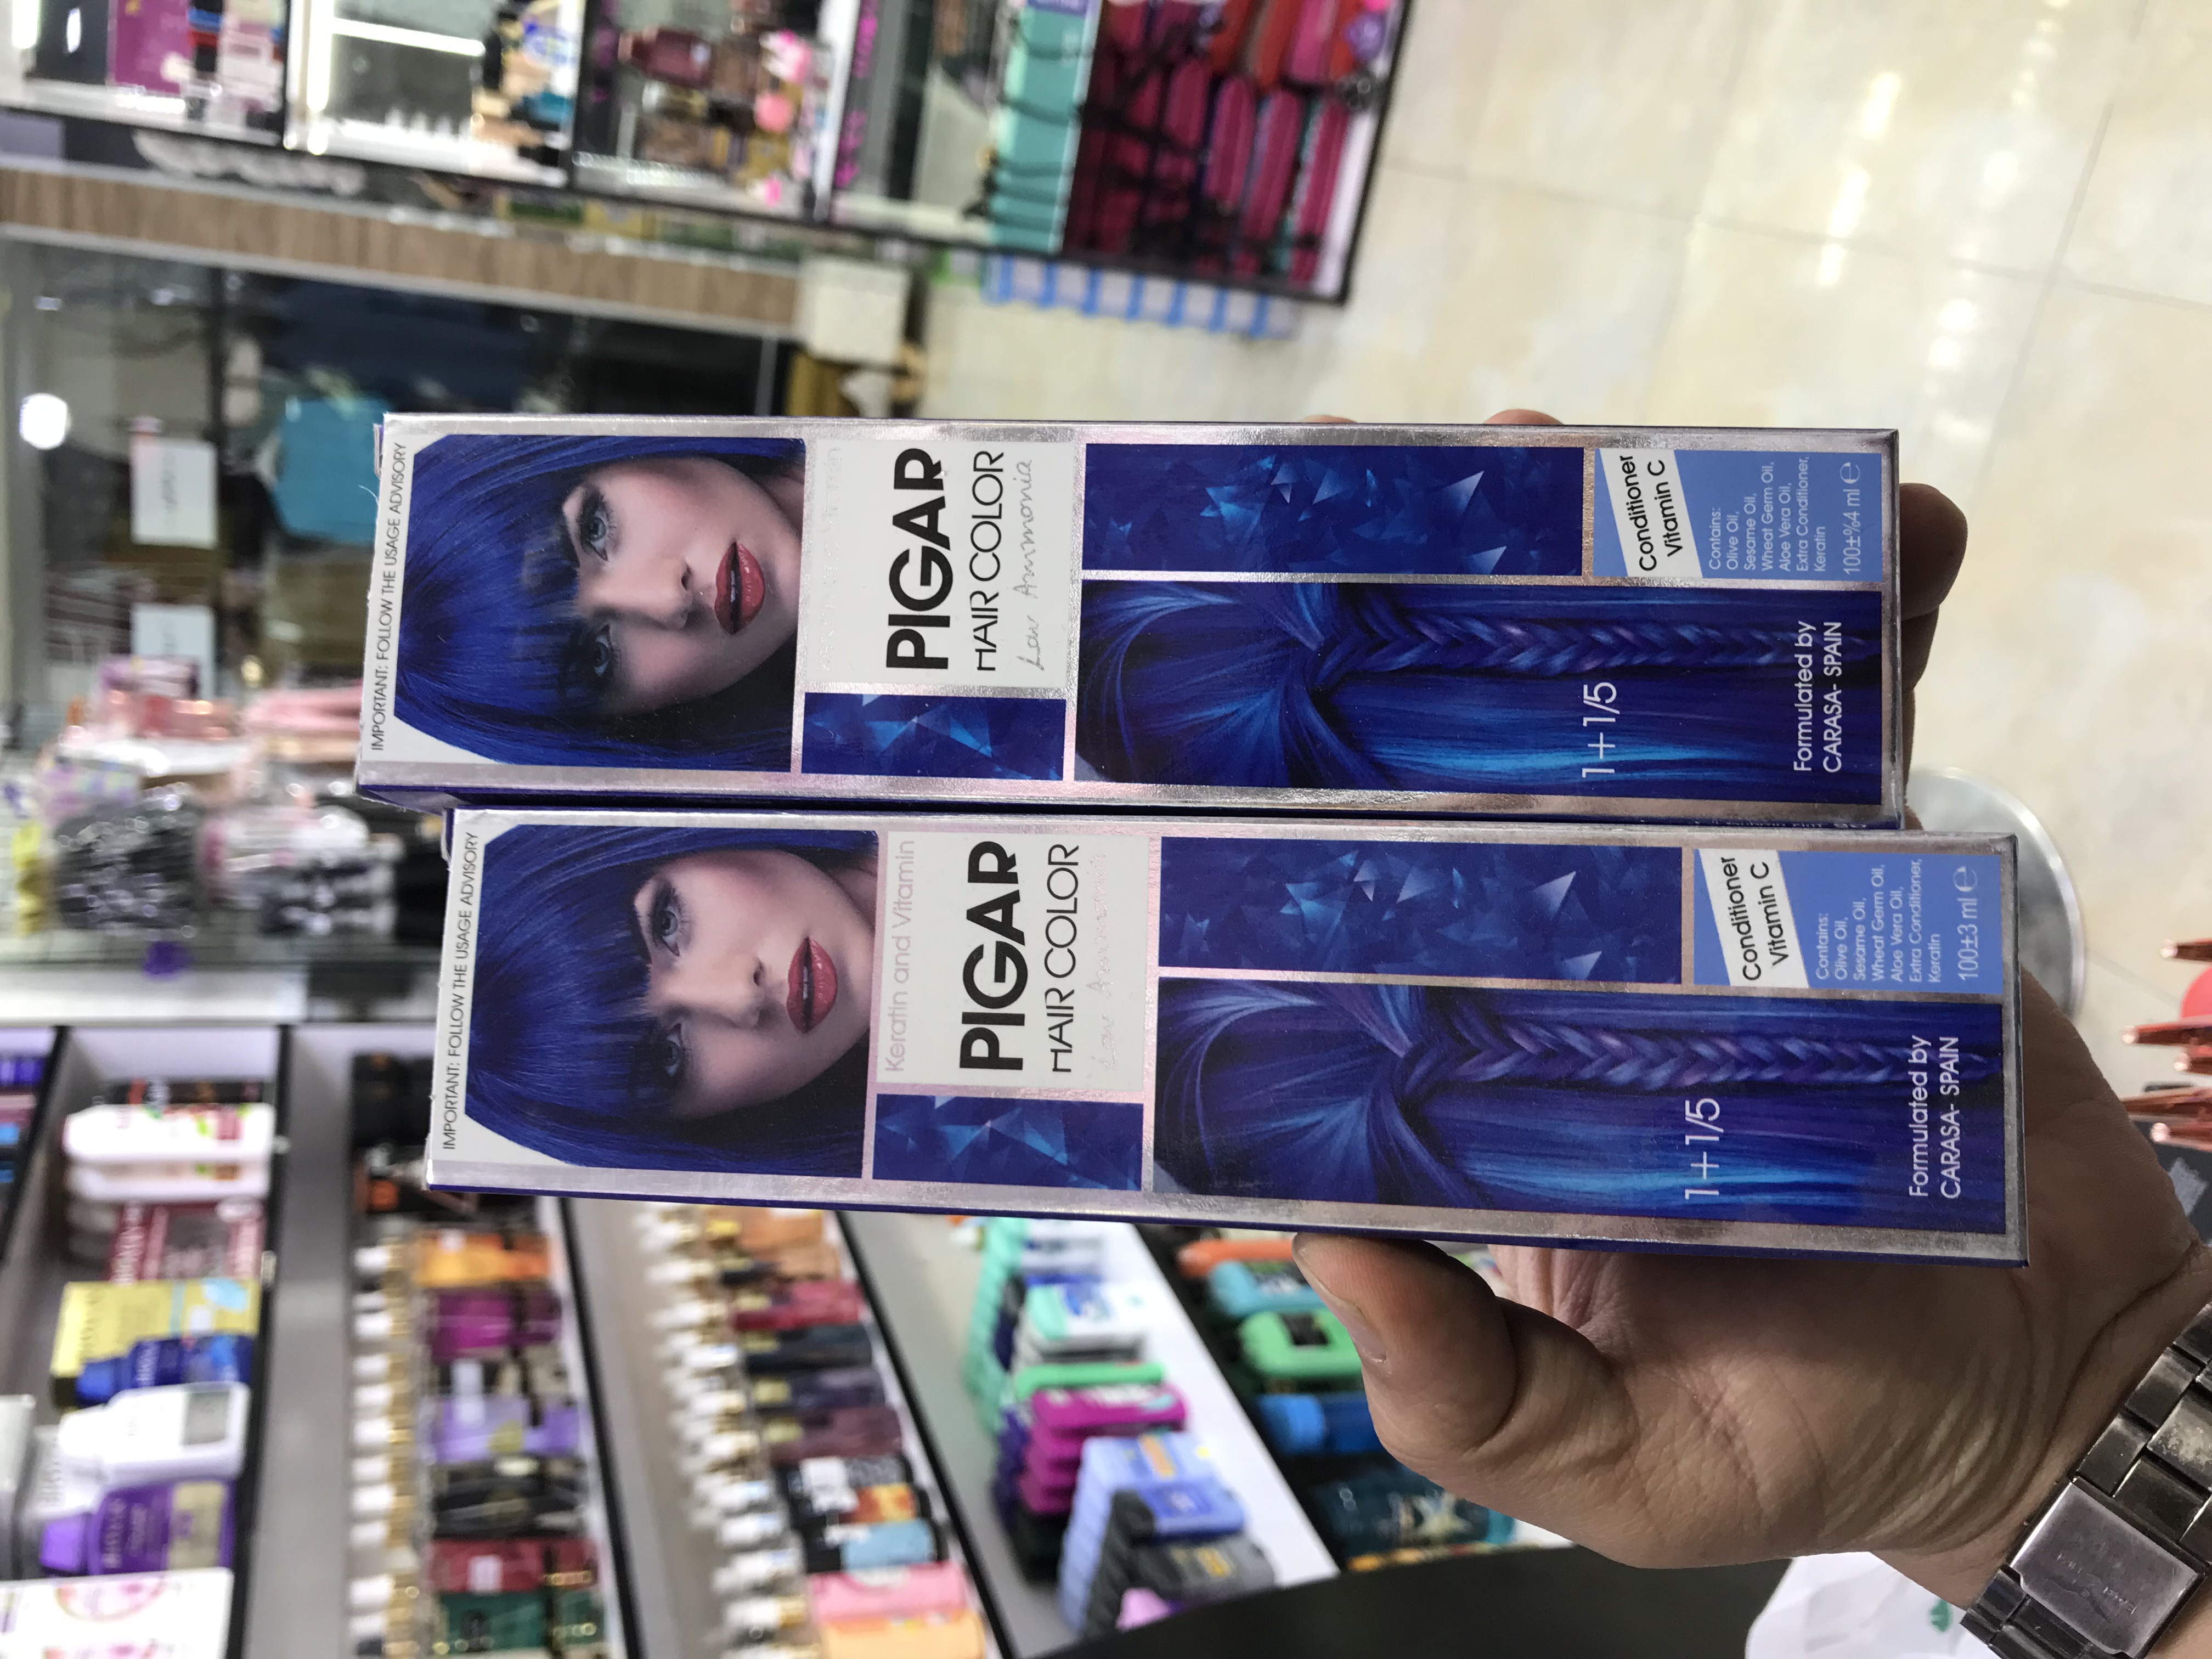 IMPORTANT: FOLLOW THE USAGE ADVISORY
PIGAR
HAIR COLOR
Low Ammonia
Conditioner
Vitamin C
Contains:
Olive Oil,
Sesame Oil,
Wheat Germ Oil,
Aloe Vera Oil,
Extra Conditioner,
Keratin
100±%4 ml ℮
1+1/5
Formulated by
CARASA- SPAIN
IMPORTANT: FOLLOW THE USAGE ADVISORY
Keratin and Vitamin
PIGAR
HAIR COLOR
Low Ammonia
Conditioner
Vitamin C
Contains:
Olive Oil,
Sesame Oil,
Wheat Germ Oil,
Aloe Vera Oil,
Extra Conditioner,
Keratin
100±3 ml ℮
1+1/5
Formulated by
CARASA- SPAIN